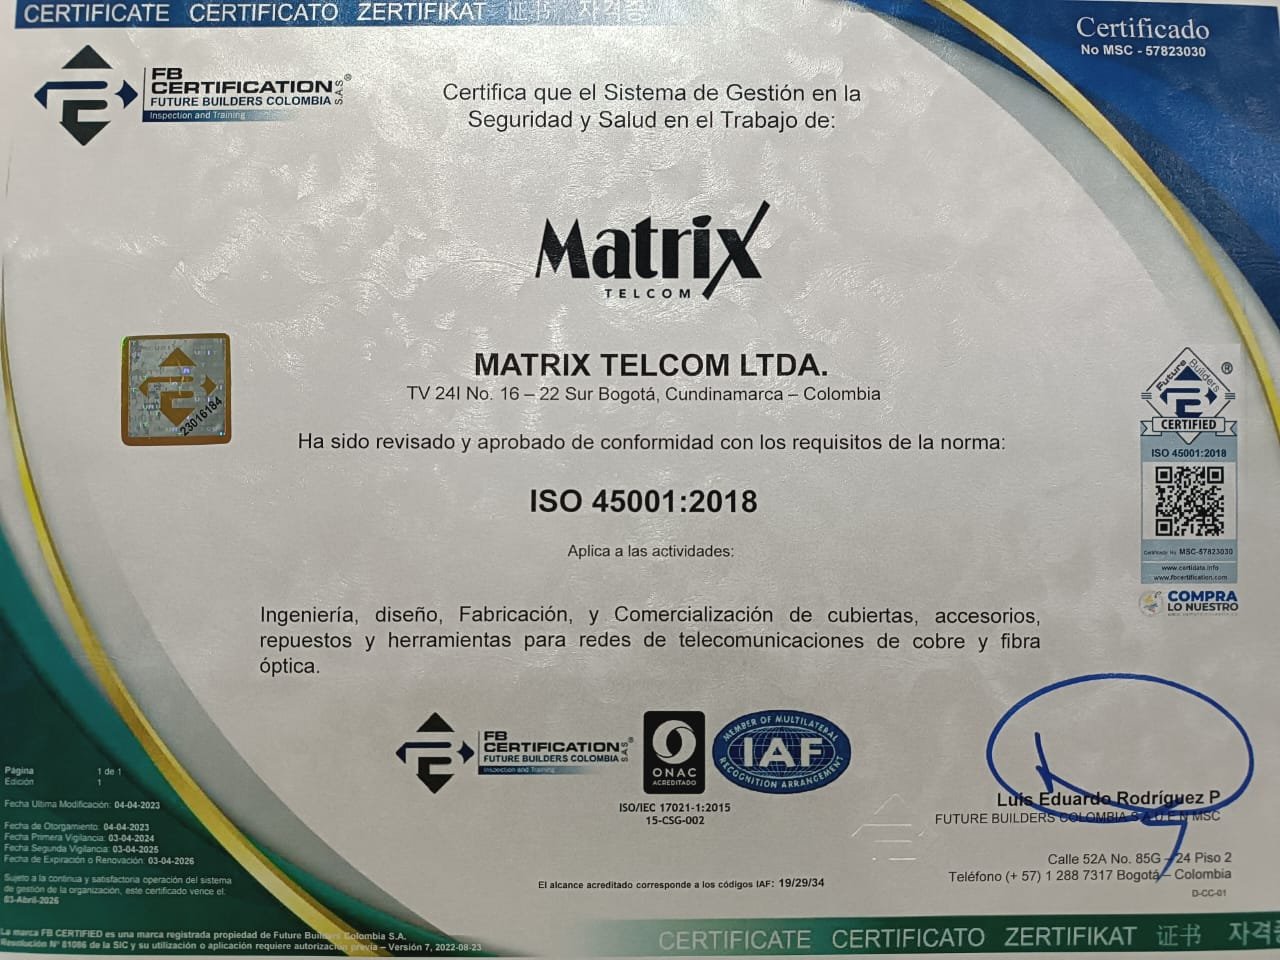 CERTIFICATE CERTIFICATO ZERTIFIKAT 证书 자격증
Certificado
No MSC - 57823030
FB
CERTIFICATION
FUTURE BUILDERS COLOMBIA S.A.S ®
Inspection and Training
Certifica que el Sistema de Gestión en la
Seguridad y Salud en el Trabajo de:
Matrix
TELCOM
MATRIX TELCOM LTDA.
TV 24I No. 16 – 22 Sur Bogotá, Cundinamarca – Colombia
23016184
Ha sido revisado y aprobado de conformidad con los requisitos de la norma:
ISO 45001:2018
Aplica a las actividades:
Ingeniería, diseño, Fabricación, y Comercialización de cubiertas, accesorios,
repuestos y herramientas para redes de telecomunicaciones de cobre y fibra
óptica.
Future Builders ®
CERTIFIED
ISO 45001:2018
Certificado No. MSC-57823030
www.certidata.info
www.fbcertification.com
COMPRA
LO NUESTRO
FB
CERTIFICATION
FUTURE BUILDERS COLOMBIA S.A.S ®
Inspection and Training
ONAC
ACREDITADO
MEMBER OF MULTILATERAL
IAF
RECOGNITION ARRANGEMENT
ISO/IEC 17021-1:2015
15-CSG-002
El alcance acreditado corresponde a los códigos IAF: 19/29/34
Luis Eduardo Rodríguez P
FUTURE BUILDERS COLOMBIA S.A.U.E.N MSC
Calle 52A No. 85G – 24 Piso 2
Teléfono (+ 57) 1 288 7317 Bogotá – Colombia
D-CC-01
Página 1 de 1
Edición 1
Fecha Ultima Modificación: 04-04-2023
Fecha de Otorgamiento: 04-04-2023
Fecha Primera Vigilancia: 03-04-2024
Fecha Segunda Vigilancia: 03-04-2025
Fecha de Expiración o Renovación: 03-04-2026
Sujeto a la continua y satisfactoria operación del sistema
de gestión de la organización, este certificado vence el:
03-Abril-2026
La marca FB CERTIFIED es una marca registrada propiedad de Future Builders Colombia S.A.
Resolución N° 81086 de la SIC y su utilización o aplicación requiere autorización previa – Versión 7, 2022-08-23
CERTIFICATE CERTIFICATO ZERTIFIKAT 证书 자격증